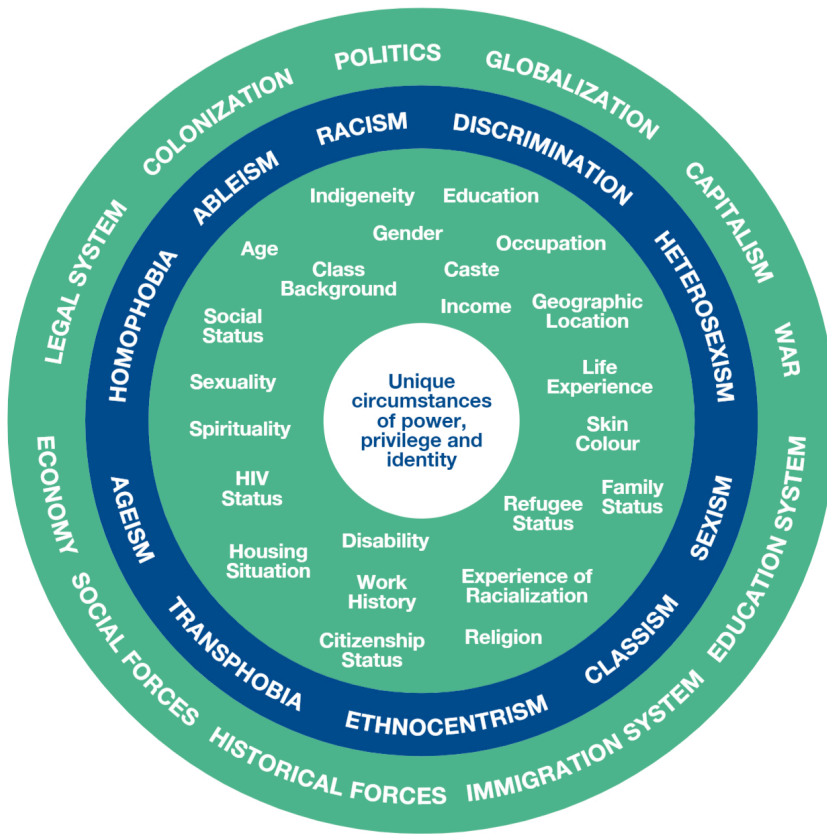 POLITICS
GLOBALIZATION
CAPITALISM
WAR
EDUCATION SYSTEM
IMMIGRATION SYSTEM
HISTORICAL FORCES
SOCIAL FORCES
ECONOMY
LEGAL SYSTEM
COLONIZATION
RACISM
DISCRIMINATION
HETEROSEXISM
SEXISM
CLASSISM
ETHNOCENTRISM
TRANSPHOBIA
AGEISM
HOMOPHOBIA
ABLEISM
Indigeneity
Education
Gender
Age
Occupation
Class
Background
Caste
Income
Geographic
Location
Social
Status
Life
Experience
Sexuality
Spirituality
Skin
Colour
HIV
Status
Family
Status
Refugee
Status
Disability
Housing
Situation
Work
History
Experience of
Racialization
Citizenship
Status
Religion
Unique
circumstances
of power,
privilege and
identity